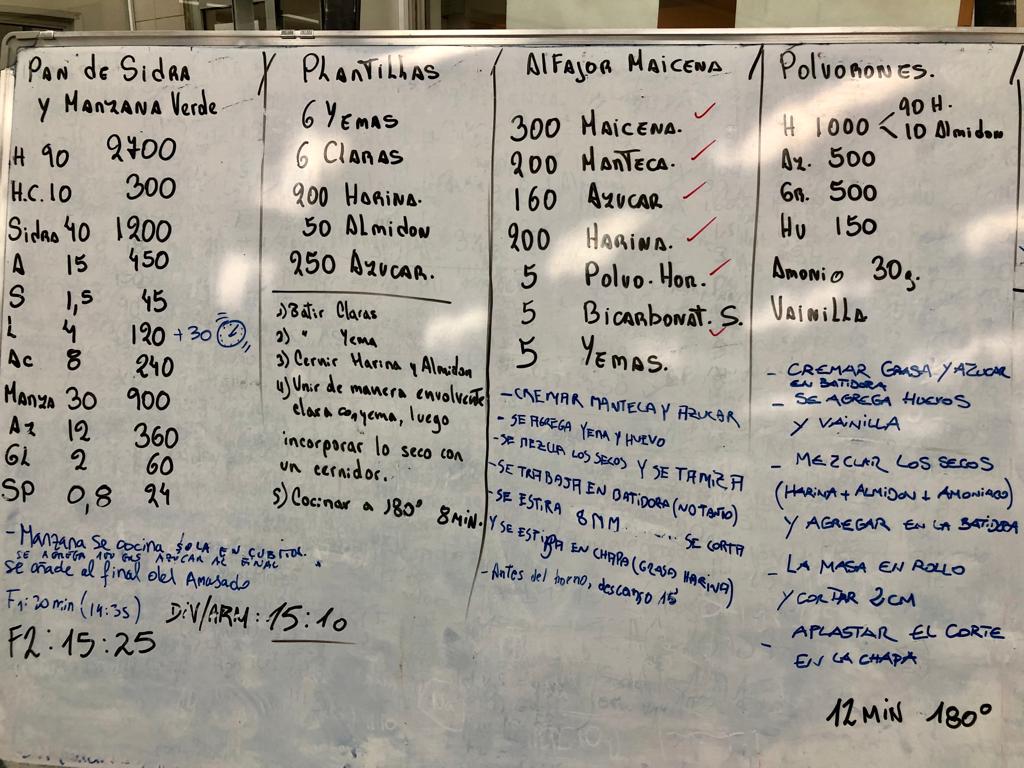 Pan de Sidra
y Manzana Verde
H 90 2700
H.C. 10 300
Sidra 40 1200
A 15 450
S 1,5 45
L 4 120 +30
Ac 8 240
Manza 30 900
Az 12 360
GL 2 60
SP 0,8 24
- Manzana se cocina sola en cubitos.
se agrega 100 grs azucar al final
se añade al final del Amasado
F1: 30 min (14:35) Div/ARM: 15:10
F2: 15:25
Plantillas
6 Yemas
6 Claras
200 Harina.
50 Almidon
250 Azucar.
1) Batir Claras
2) " Yema
3) Cernir Harina y Almidon
4) Unir de manera envolvente
clara con yema, luego
incorporar lo seco con
un cernidor.
5) Cocinar a 180° 8 min.
Alfajor Maicena
300 Maicena. ✓
200 Manteca. ✓
160 Azucar ✓
200 Harina. ✓
5 Polvo. Hor. ✓
5 Bicarbonat. S. ✓
5 Yemas.
- Cremar manteca y azucar
- Se agrega yema y huevo
- Se mezcla los secos y se tamiza
- Se trabaja en batidora (no tanto)
- Se estira 8mm .... se corta
y se estiba en chapa (grasa harina)
- Antes del horno, descanso 15'
Polvorones.
H 1000 < 90 H.
10 Almidon
Az. 500
Gr. 500
Hu 150
Amonio 30g.
Vainilla
- Cremar grasa y azucar
en batidora
- Se agrega huevos
y vainilla
- Mezclar los secos
(Harina + Almidon + Amoniaco)
y agregar en la batidora
- La masa en rollo
y cortar 2cm
- Aplastar el corte
en la chapa
12 min 180°